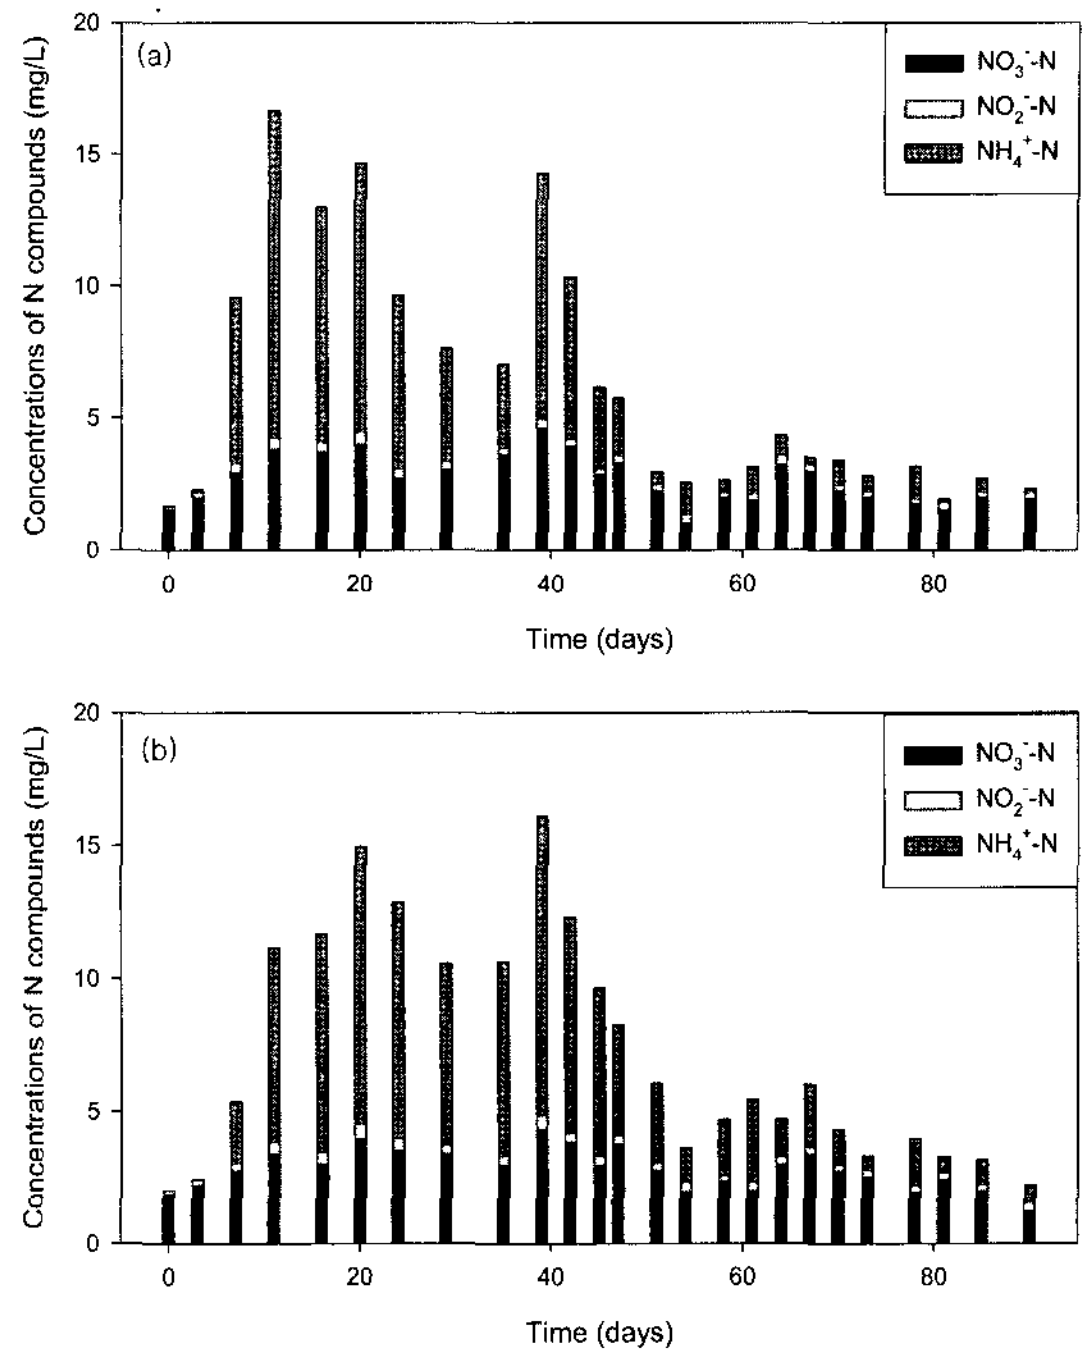 (a)
Concentrations of N compounds (mg/L)
20
15
10
5
0
NO₃⁻-N
NO₂⁻-N
NH₄⁺-N
0 20 40 60 80
Time (days)
(b)
Concentrations of N compounds (mg/L)
20
15
10
5
0
NO₃⁻-N
NO₂⁻-N
NH₄⁺-N
0 20 40 60 80
Time (days)